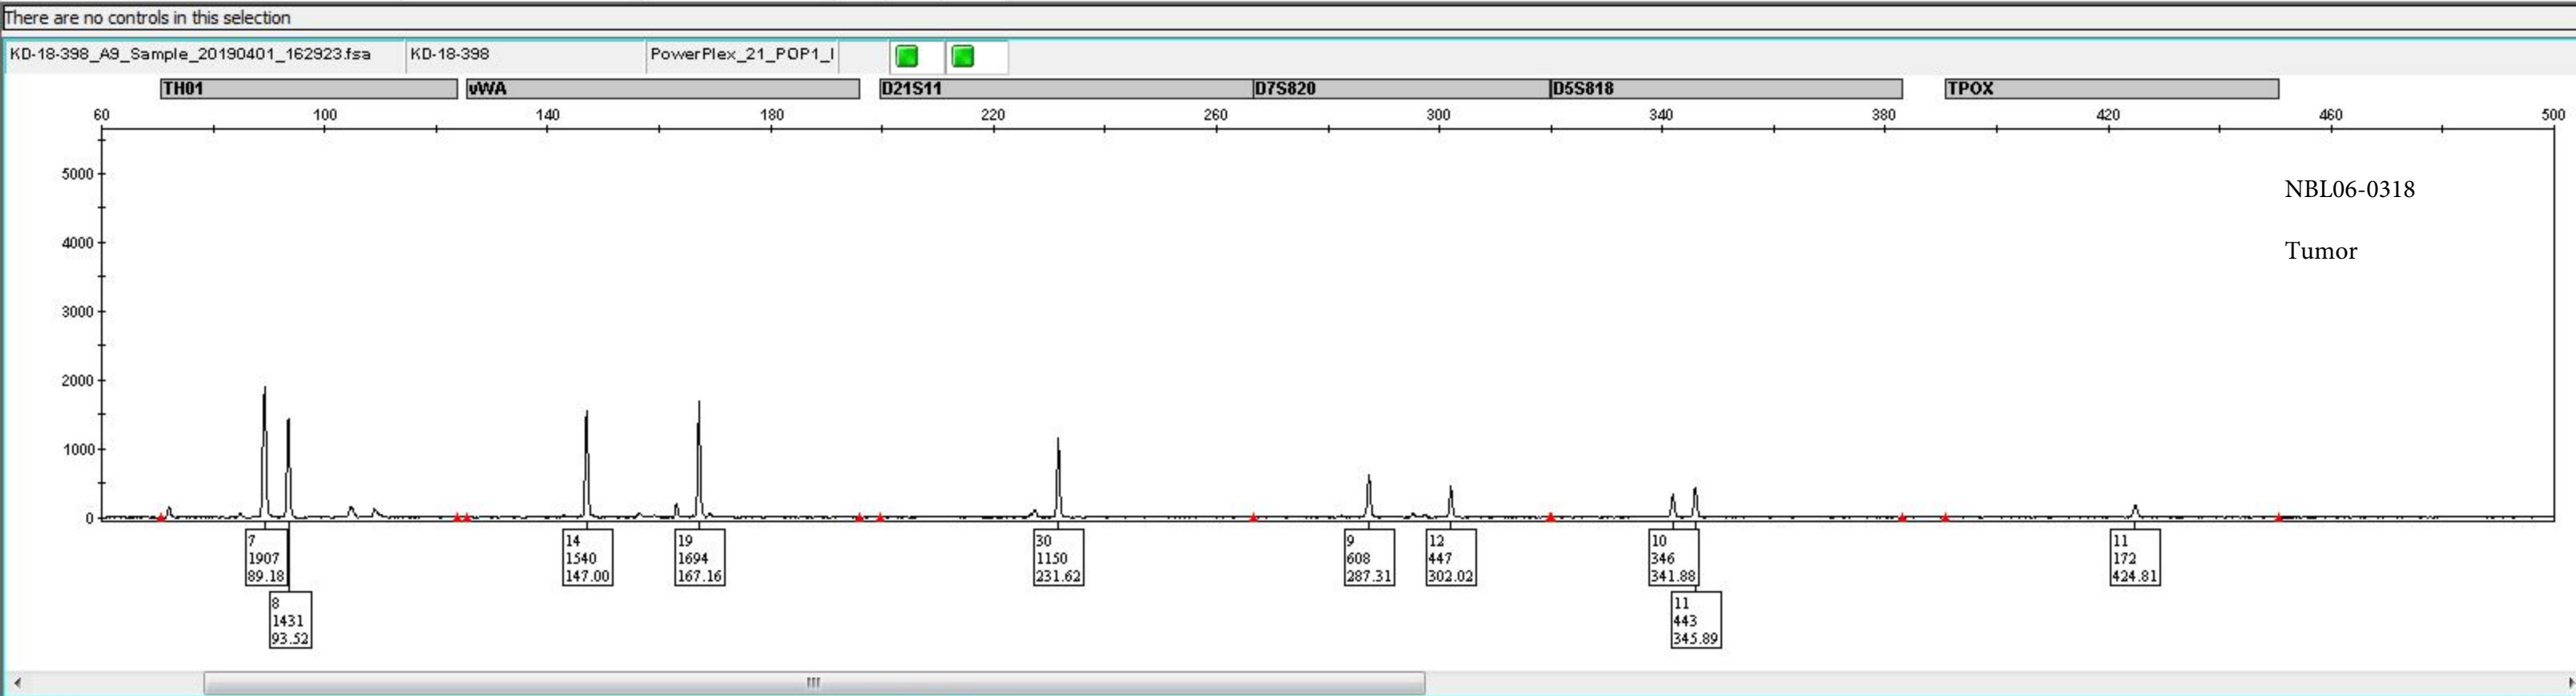 There are no controls in this selection
KD-18-398_A9_Sample_20190401_162923.fsa KD-18-398 PowerPlex_21_POP1_I
TH01 vWA D21S11 D7S820 D5S818 TPOX
60 100 140 180 220 260 300 340 380 420 460 500
5000
NBL06-0318
4000
Tumor
3000
2000
1000
0
7 14 19 30 9 12 10 11
1907 1540 1694 1150 608 447 346 172
89.18 147.00 167.16 231.62 287.31 302.02 341.88 424.81
8 11
1431 443
93.52 345.89